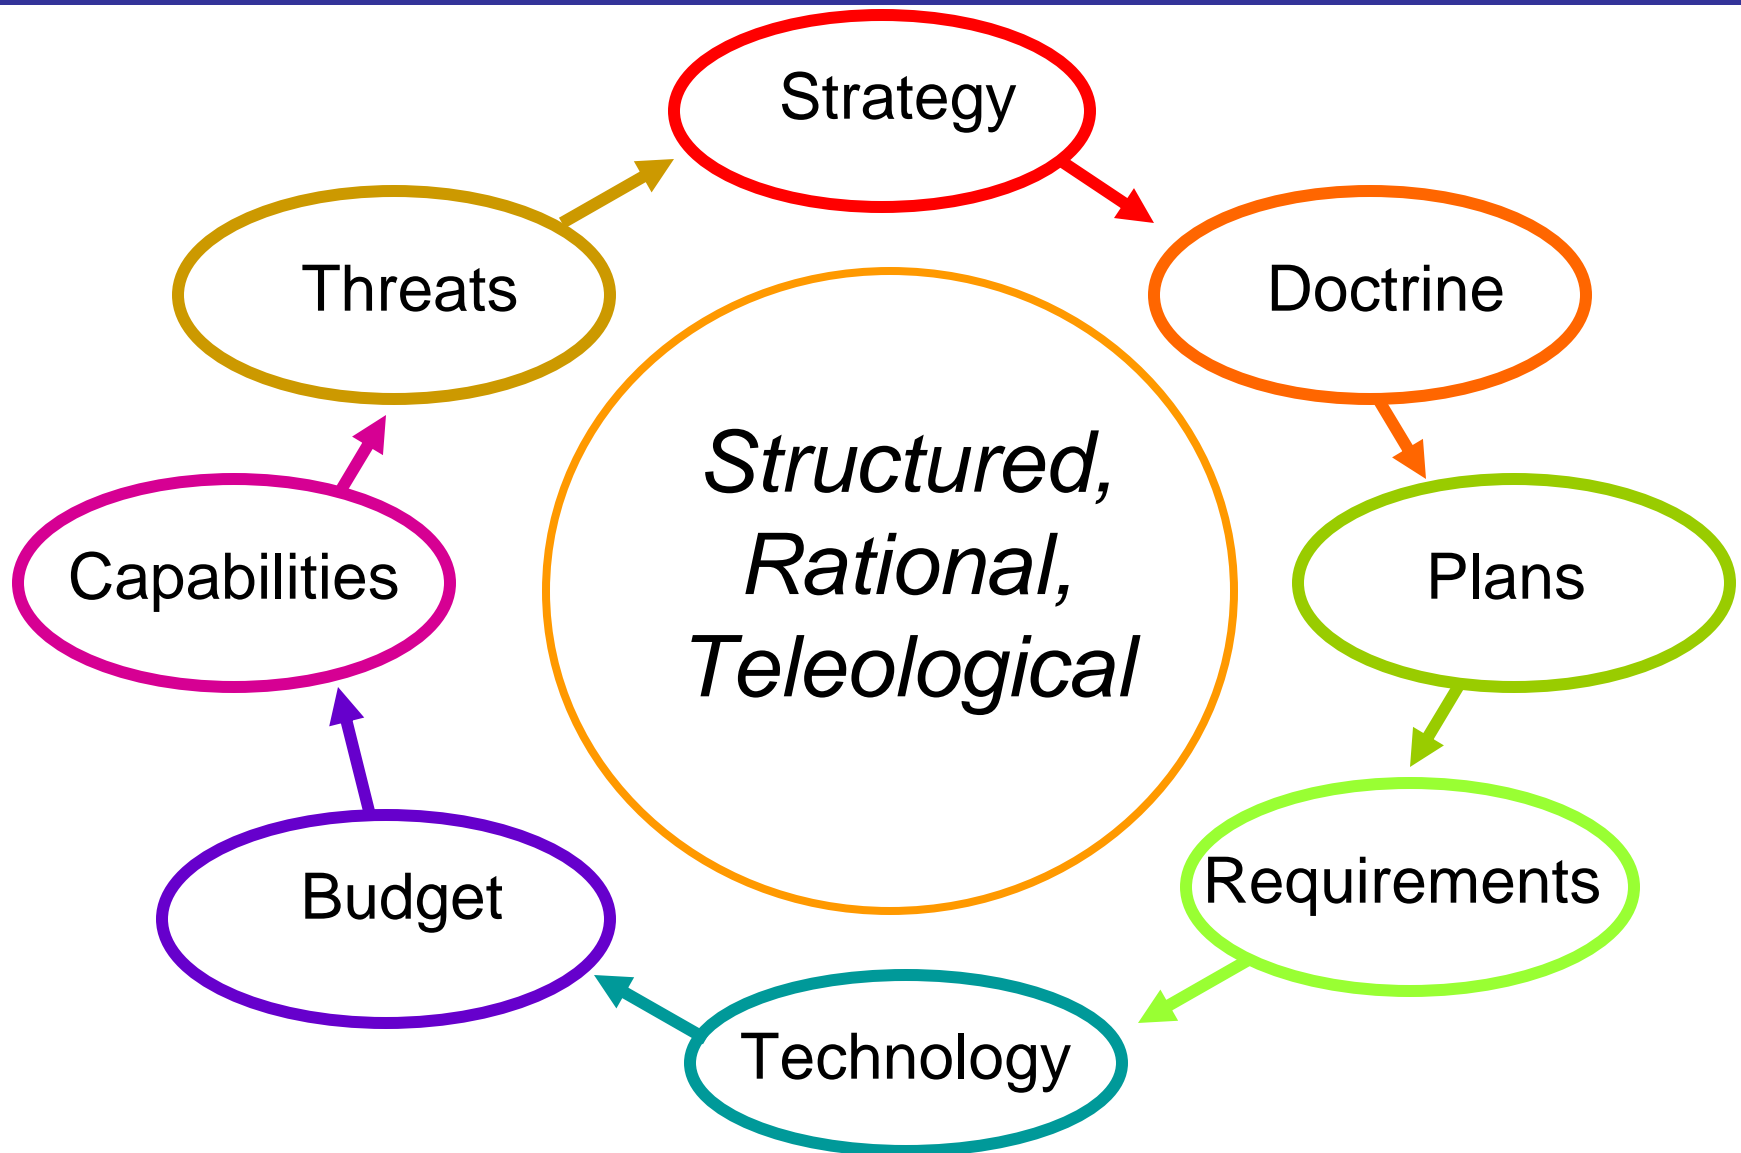 Strategy
Threats
Doctrine
Structured,
Rational,
Teleological
Capabilities
Plans
Budget
Requirements
Technology